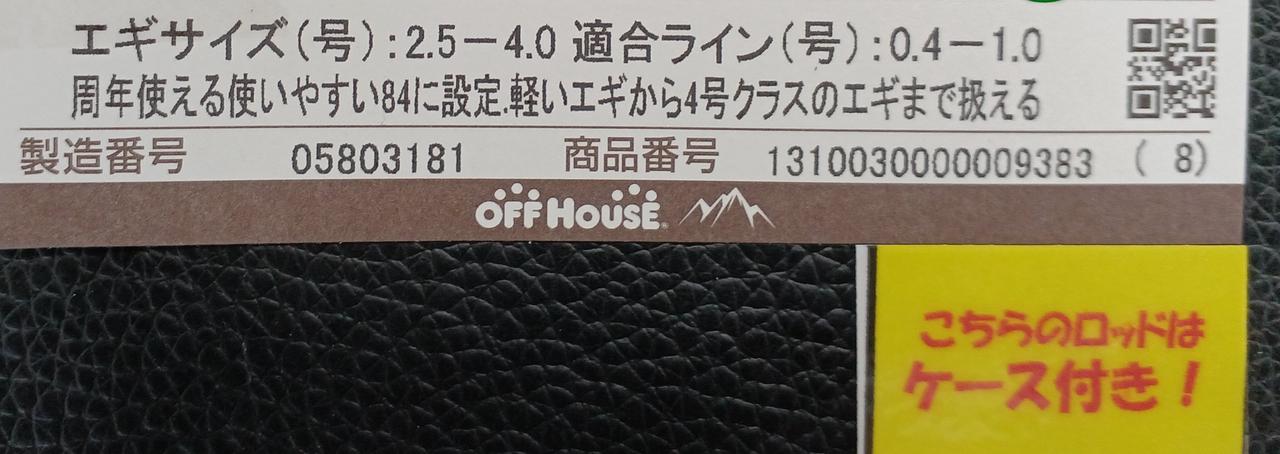 エギサイズ(号):2.5－4.0 適合ライン(号):0.4－1.0
周年使える使いやすい84に設定.軽いエギから4号クラスのエギまで扱える
製造番号 05803181 商品番号 1310030000009383 ( 8)
OFF HOUSE
こちらのロッドは
ケース付き!